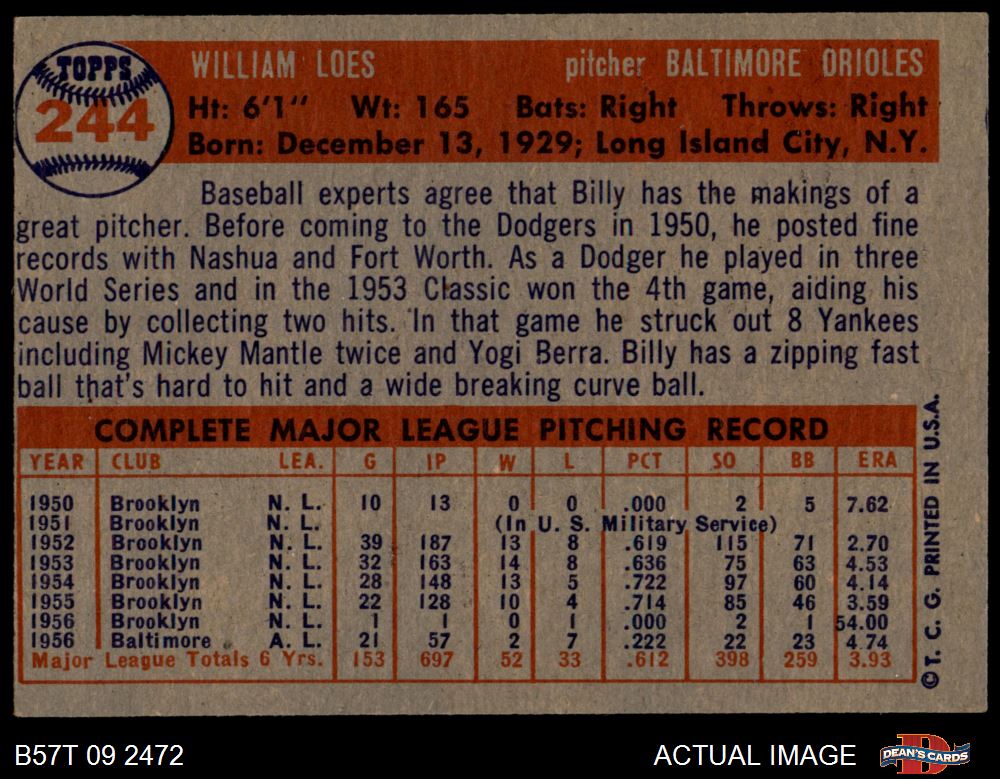 TOPPS
244
WILLIAM LOES pitcher BALTIMORE ORIOLES
Ht: 6'1" Wt: 165 Bats: Right Throws: Right
Born: December 13, 1929; Long Island City, N.Y.
Baseball experts agree that Billy has the makings of a
great pitcher. Before coming to the Dodgers in 1950, he posted fine
records with Nashua and Fort Worth. As a Dodger he played in three
World Series and in the 1953 Classic won the 4th game, aiding his
cause by collecting two hits. In that game he struck out 8 Yankees
including Mickey Mantle twice and Yogi Berra. Billy has a zipping fast
ball that's hard to hit and a wide breaking curve ball.
COMPLETE MAJOR LEAGUE PITCHING RECORD
YEAR CLUB LEA. G IP W L PCT SO BB ERA
1950 Brooklyn N. L. 10 13 0 0 .000 2 5 7.62
1951 Brooklyn N. L. (In U. S. Military Service)
1952 Brooklyn N. L. 39 187 13 8 .619 115 71 2.70
1953 Brooklyn N. L. 32 163 14 8 .636 75 63 4.53
1954 Brooklyn N. L. 28 148 13 5 .722 97 60 4.14
1955 Brooklyn N. L. 22 128 10 4 .714 85 46 3.59
1956 Brooklyn N. L. 1 1 0 1 .000 2 1 54.00
1956 Baltimore A. L. 21 57 2 7 .222 22 23 4.74
Major League Totals 6 Yrs. 153 697 52 33 .612 398 259 3.93
©T. C. G. PRINTED IN U.S.A.
B57T 09 2472 ACTUAL IMAGE DEAN'S CARDS